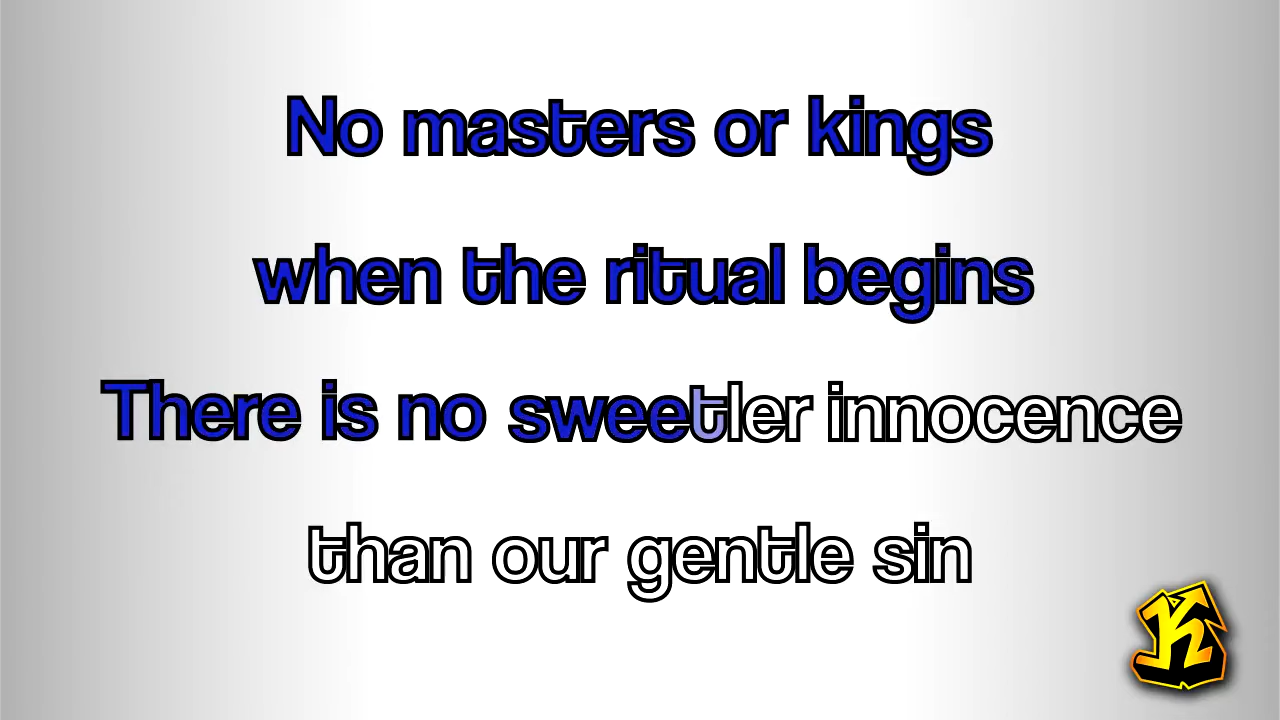 No masters or kings
when the ritual begins
There is no sweetler innocence
than our gentle sin
K